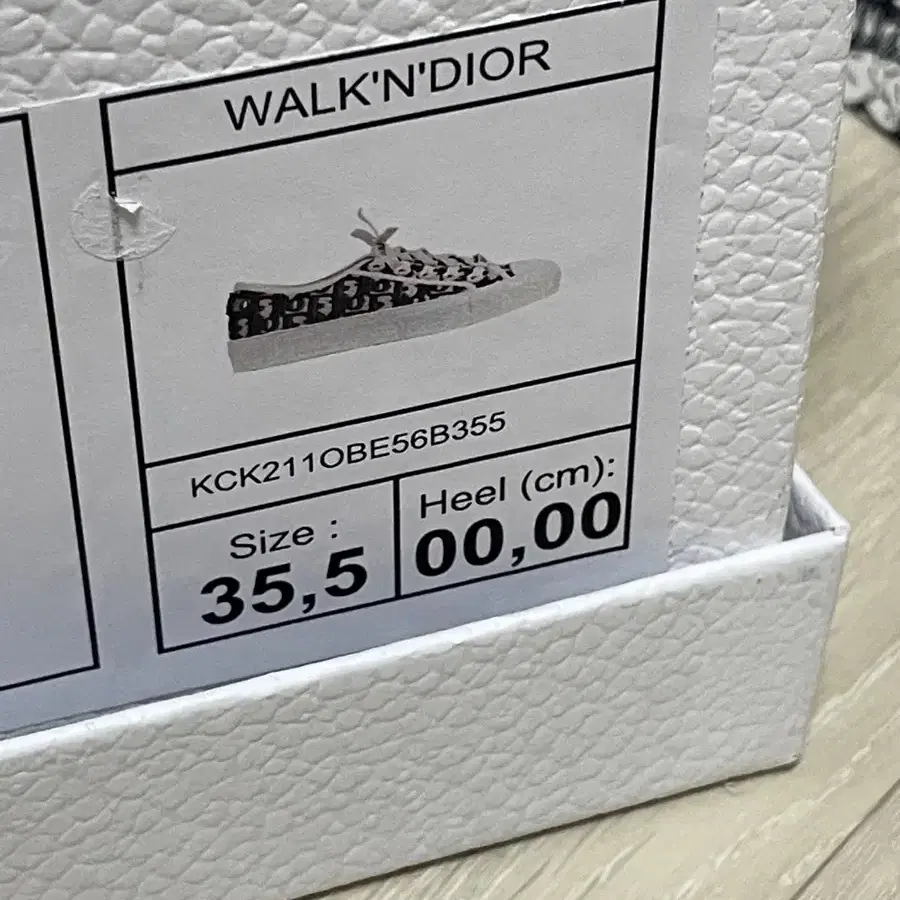 WALK'N'DIOR
KCK211OBE56B355
Size :
35,5
Heel (cm):
00,00